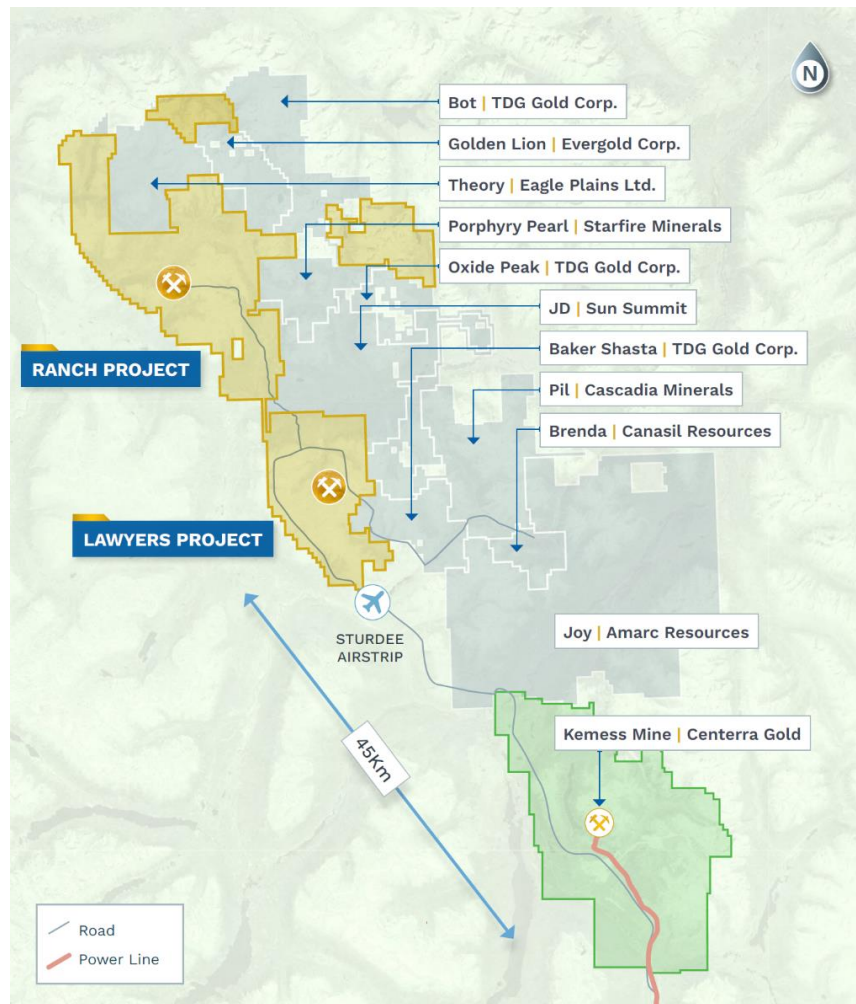 N
Bot | TDG Gold Corp.
Golden Lion | Evergold Corp.
Theory | Eagle Plains Ltd.
Porphyry Pearl | Starfire Minerals
Oxide Peak | TDG Gold Corp.
JD | Sun Summit
Baker Shasta | TDG Gold Corp.
Pil | Cascadia Minerals
Brenda | Canasil Resources
RANCH PROJECT
LAWYERS PROJECT
STURDEE
AIRSTRIP
Joy | Amarc Resources
Kemess Mine | Centerra Gold
45Km
Road
Power Line